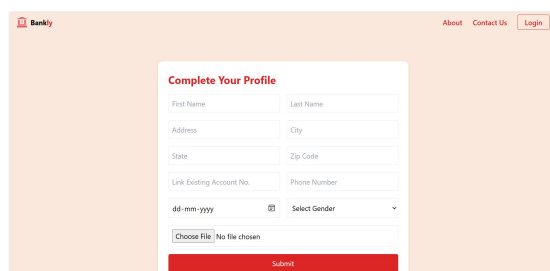 Bankly About Contact Us Login
Complete Your Profile
First Name Last Name
Address City
State Zip Code
Link Existing Account No. Phone Number
dd-mm-yyyy Select Gender
Choose File No file chosen
Submit